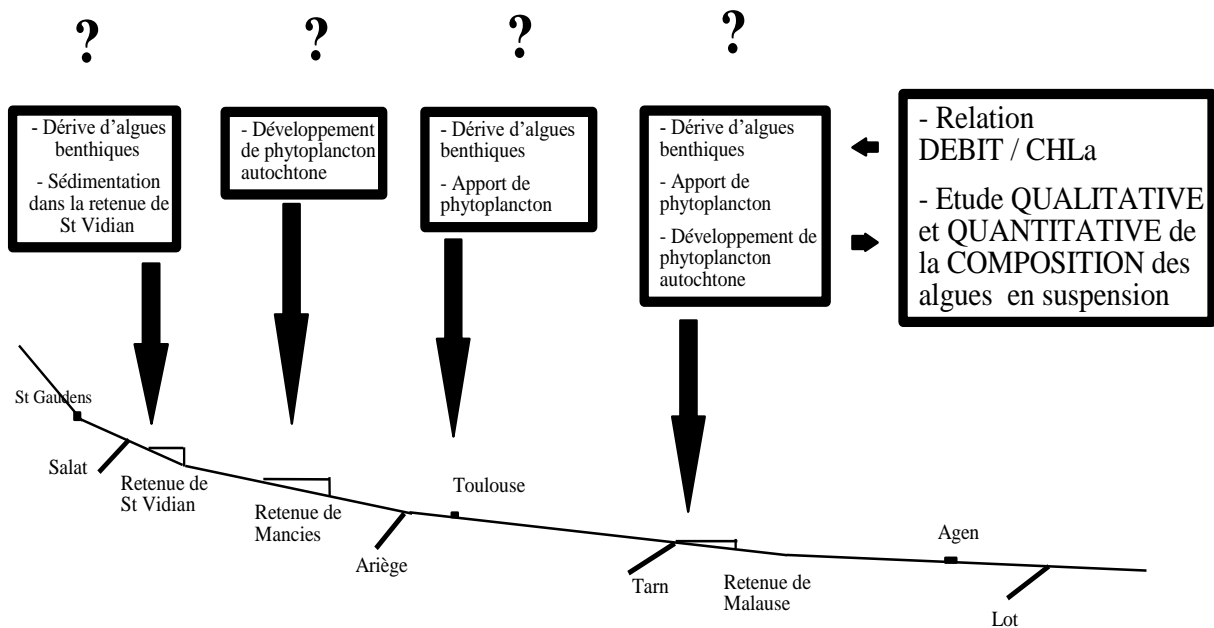 ?
?
?
?
- Dérive d'algues
benthiques
- Sédimentation
dans la retenue de
St Vidian
- Développement
de phytoplancton
autochtone
- Dérive d'algues
benthiques
- Apport de
phytoplancton
- Dérive d'algues
benthiques
- Apport de
phytoplancton
- Développement de
phytoplancton
autochtone
- Relation
DEBIT / CHLa
- Etude QUALITATIVE
et QUANTITATIVE de
la COMPOSITION des
algues en suspension
St Gaudens
Salat
Retenue de
St Vidian
Retenue de
Mancies
Ariège
Toulouse
Tarn
Retenue de
Malause
Agen
Lot